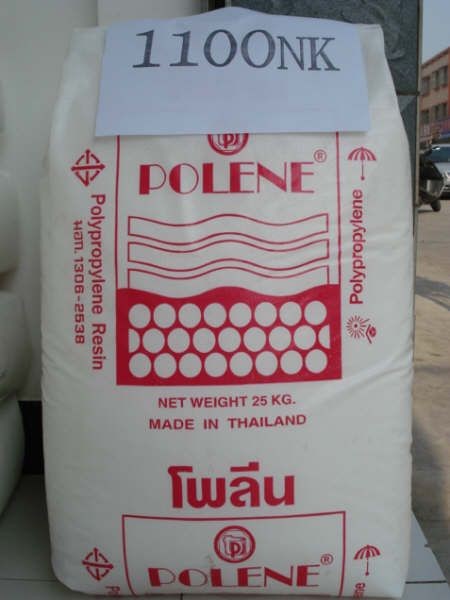 1100NK
POLENE®
Polypropylene Resin
มอก. 1306-2538
Polypropylene
NET WEIGHT 25 KG.
MADE IN THAILAND
โพลีน
POLENE®